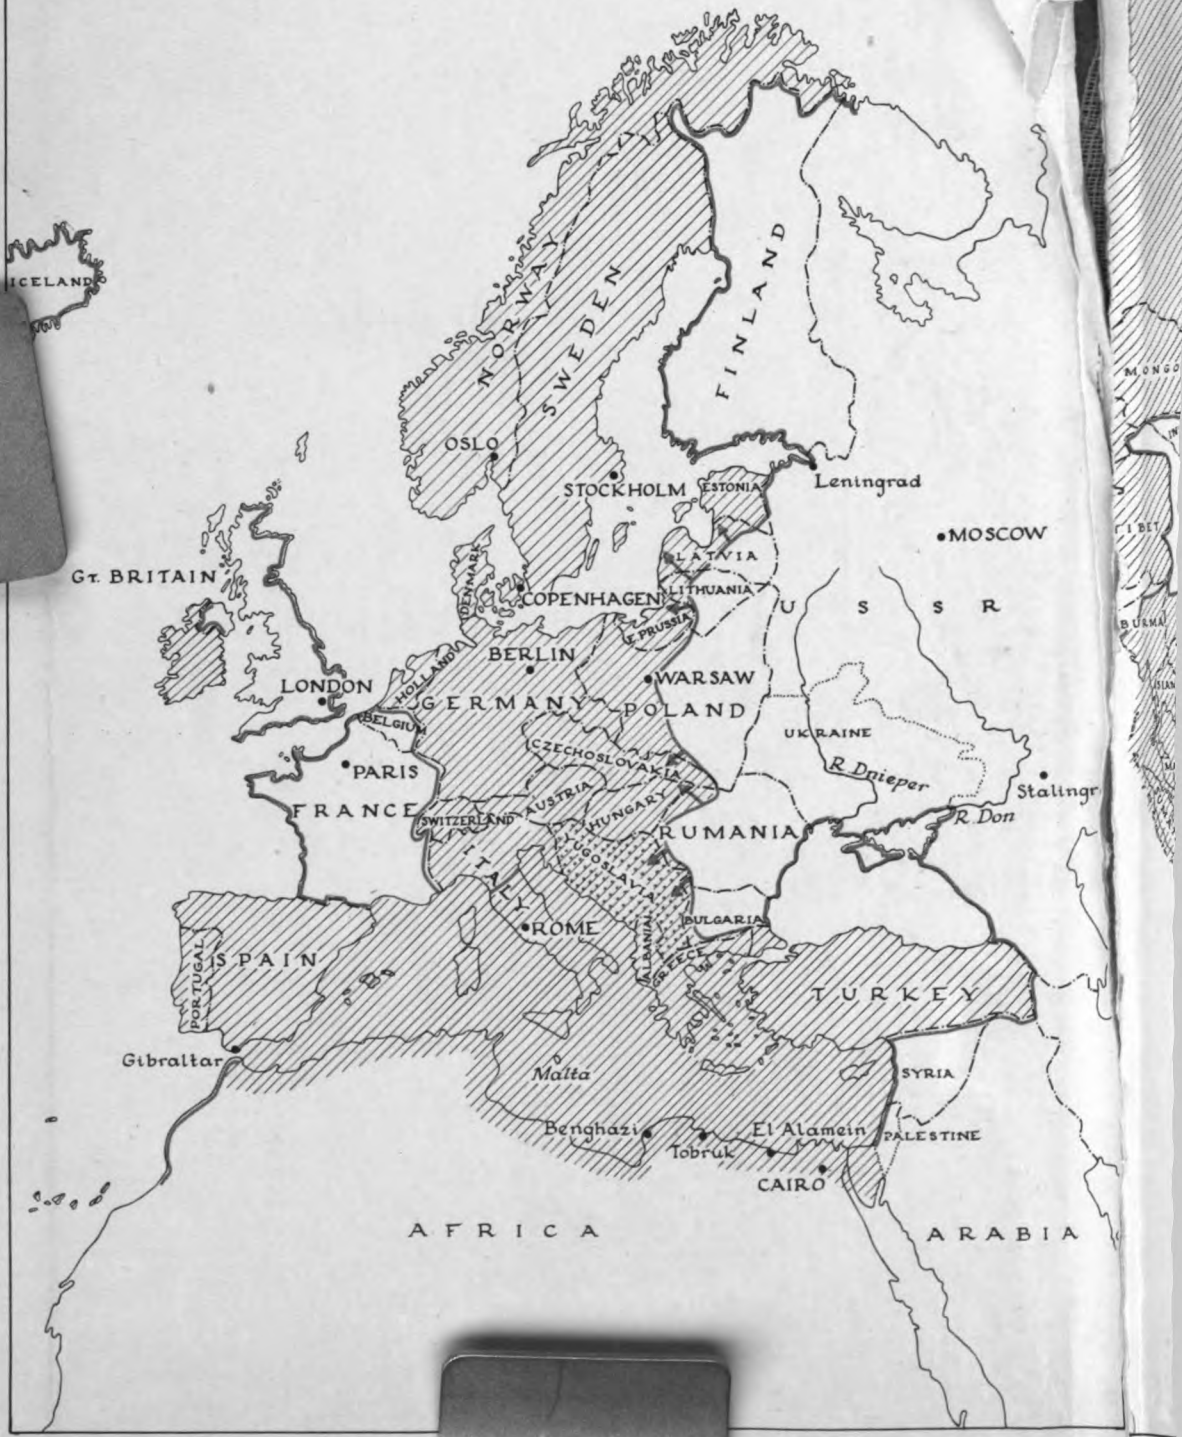 ICELAND
NORWAY
SWEDEN
FINLAND
OSLO
STOCKHOLM
ESTONIA
Leningrad
MOSCOW
LATVIA
LITHUANIA
Gt. BRITAIN
DENMARK
COPENHAGEN
E. PRUSSIA
U S S R
BERLIN
WARSAW
LONDON
HOLLAND
GERMANY
POLAND
BELGIUM
UKRAINE
CZECHOSLOVAKIA
R. Dnieper
PARIS
Stalingr
AUSTRIA
FRANCE
HUNGARY
SWITZERLAND
RUMANIA
R. Don
ITALY
YUGOSLAVIA
BULGARIA
ROME
ALBANIA
GREECE
PORTUGAL
SPAIN
TURKEY
Gibraltar
Malta
SYRIA
Benghazi
Tobruk
El Alamein
PALESTINE
CAIRO
AFRICA
ARABIA
MONGO
IN
TIBET
BURMA